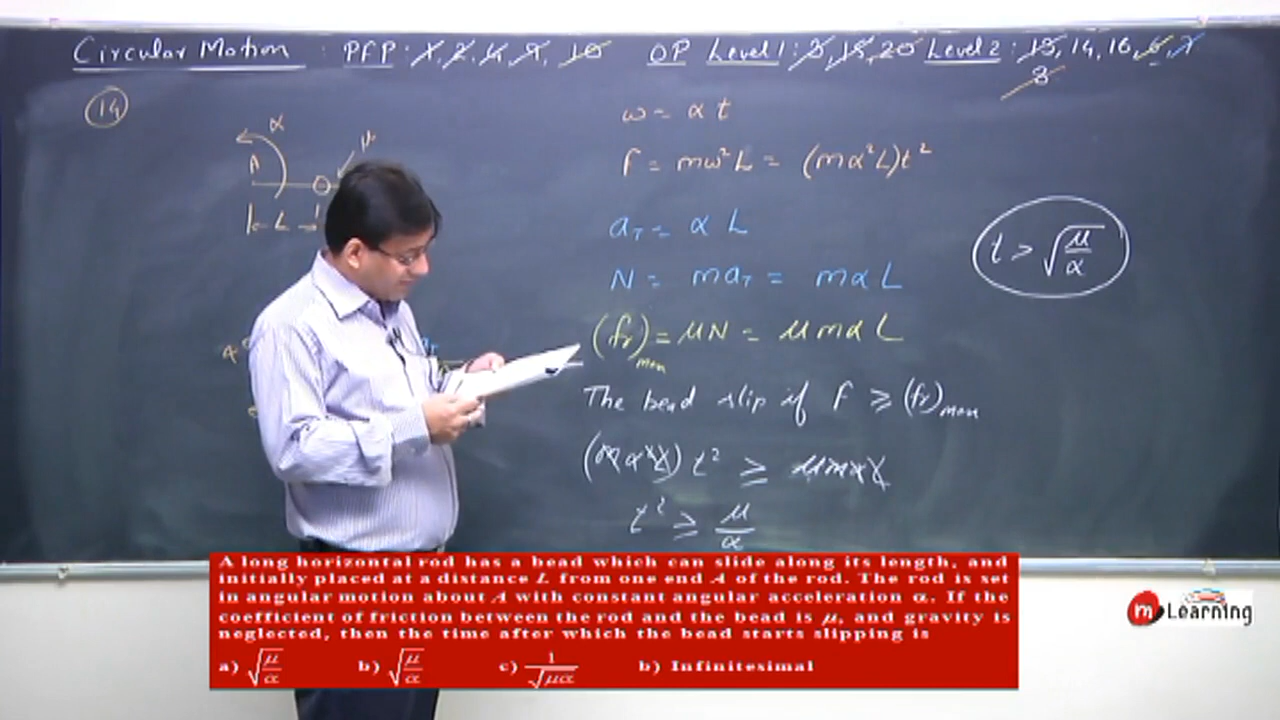 Circular Motion : PFP : 1, 2, 4, 9, 10 OP Level 1 : 3, 15, 20 Level 2 : 13, 14, 16, 6, 7
8
14
α
A
μ
L
ω = α t
f = mω²L = (mα²L)t²
a_T = α L
N = ma_T = mαL
(fr)max = μN = μmαL
The bead slip if f ≥ (fr)max
(mα²L) t² ≥ μmαL
t² ≥ μ/α
t > √(μ/α)
A long horizontal rod has a bead which can slide along its length, and
initially placed at a distance L from one end A of the rod. The rod is set
in angular motion about A with constant angular acceleration α. If the
coefficient of friction between the rod and the bead is μ, and gravity is
neglected, then the time after which the bead starts slipping is
a) √(μ/α) b) √(μ/α) c) 1/√(μα) b) Infinitesimal
m Learning